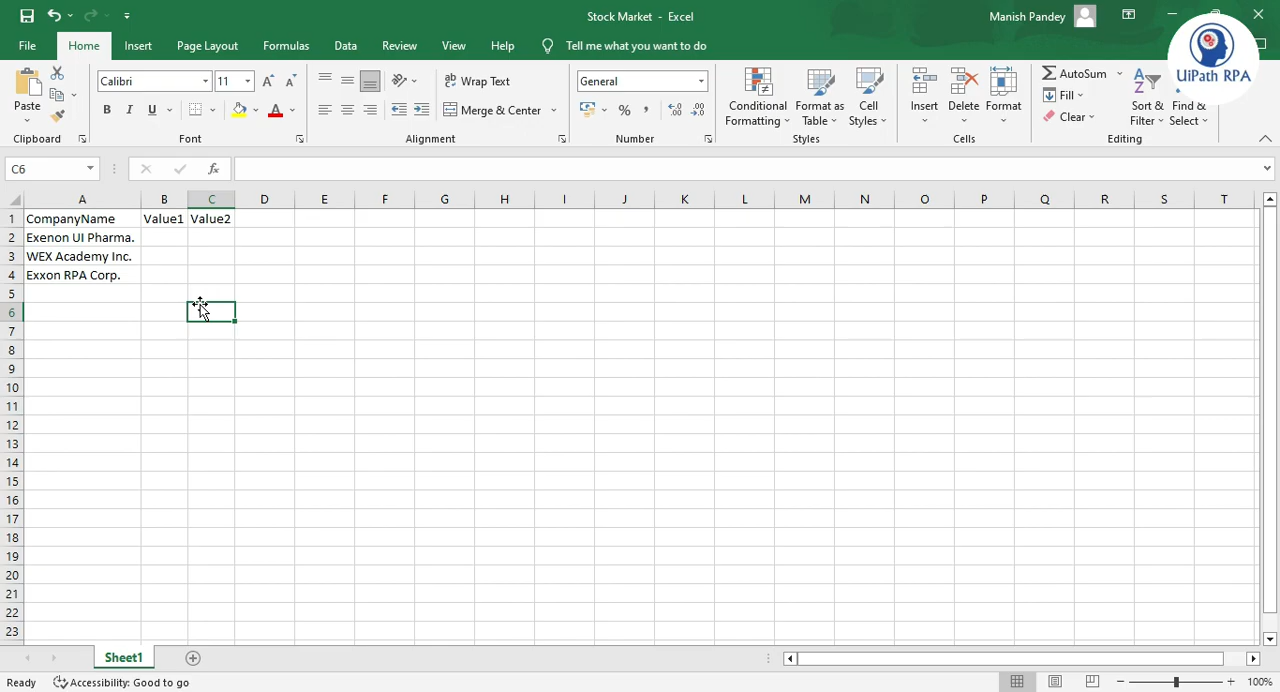 Stock Market - Excel
Manish Pandey
File Home Insert Page Layout Formulas Data Review View Help Tell me what you want to do
UiPath RPA
Paste
Clipboard
Calibri 11
B I U A
Font
Wrap Text
Merge & Center
Alignment
General
% ,
Number
Conditional Formatting
Format as Table
Cell Styles
Styles
Insert
Delete
Format
Cells
AutoSum
Fill
Clear
Sort & Filter
Find & Select
Editing
C6 fx
A B C D E F G H I J K L M N O P Q R S T
1 CompanyName Value1 Value2
2 Exenon UI Pharma.
3 WEX Academy Inc.
4 Exxon RPA Corp.
5
6
7
8
9
10
11
12
13
14
15
16
17
18
19
20
21
22
23
Sheet1
Ready Accessibility: Good to go 100%